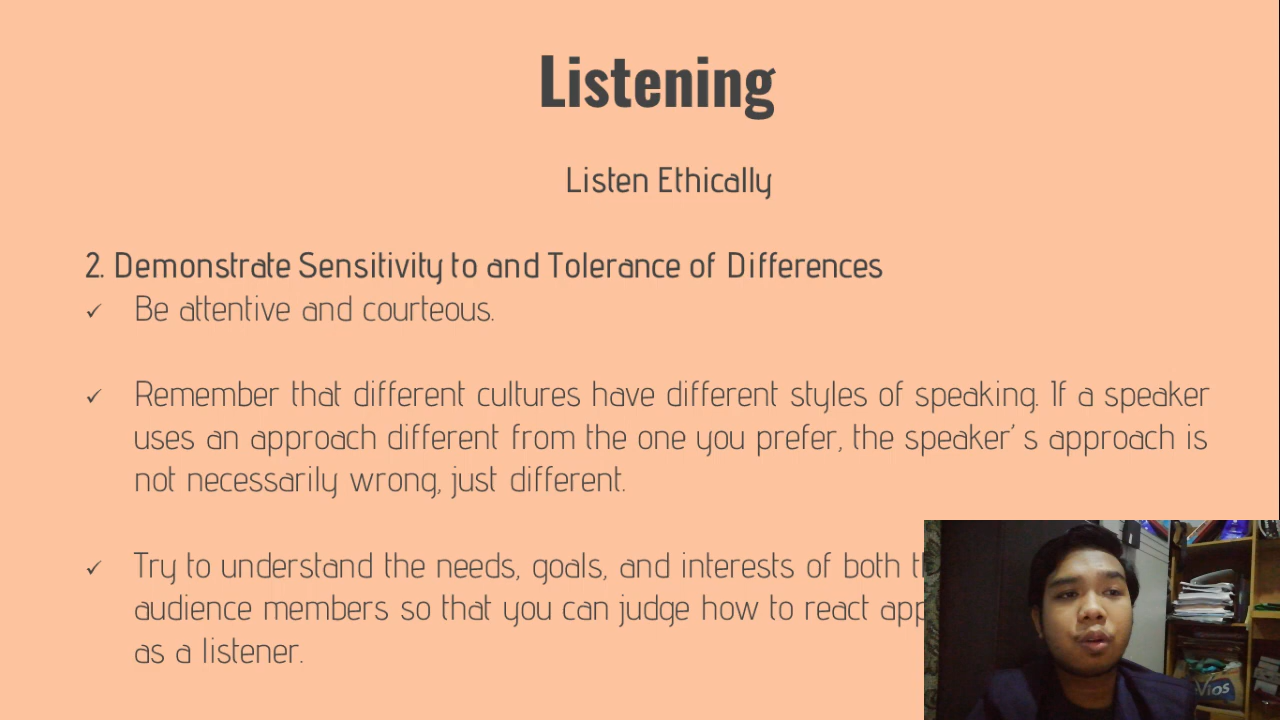 Listening
Listen Ethically
2. Demonstrate Sensitivity to and Tolerance of Differences
✓ Be attentive and courteous.
✓ Remember that different cultures have different styles of speaking. If a speaker
uses an approach different from the one you prefer, the speaker’ s approach is
not necessarily wrong, just different.
✓ Try to understand the needs, goals, and interests of both
audience members so that you can judge how to react
as a listener.
Vios